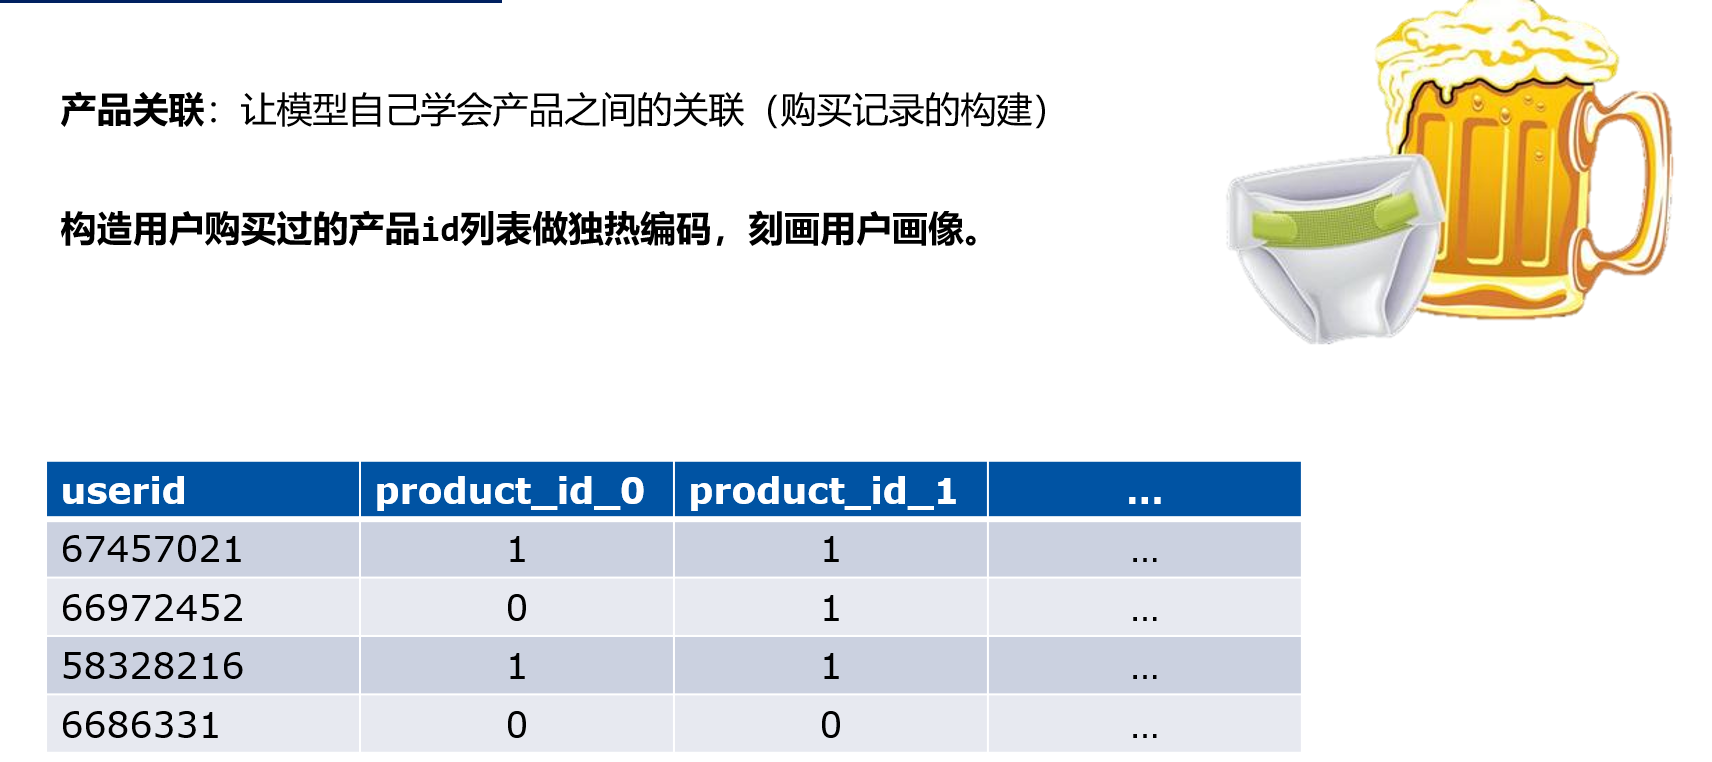 产品关联：让模型自己学会产品之间的关联（购买记录的构建）
构造用户购买过的产品id列表做独热编码，刻画用户画像。
userid product_id_0 product_id_1 ...
67457021 1 1 ...
66972452 0 1 ...
58328216 1 1 ...
6686331 0 0 ...